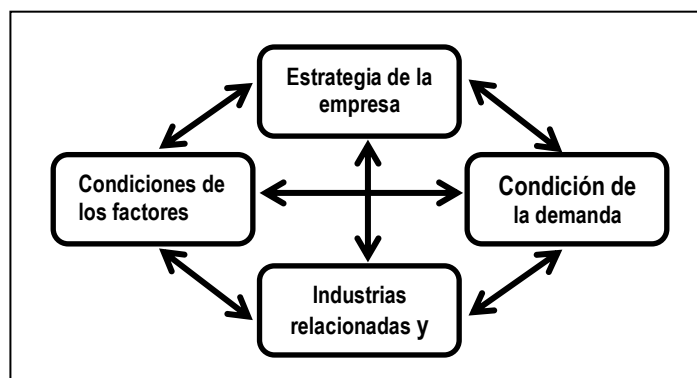 Estrategia de la
empresa
Condiciones de
los factores
Condición de
la demanda
Industrias
relacionadas y